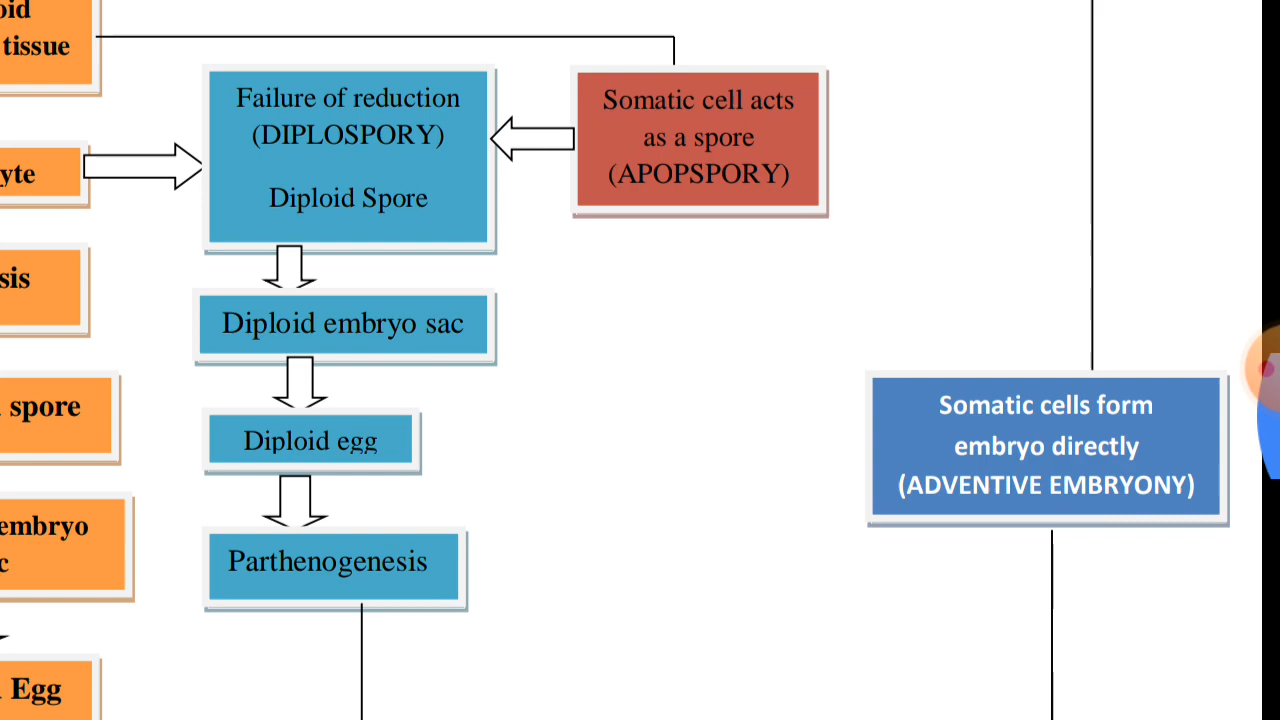 oid
tissue
yte
sis
spore
embryo
c
Egg
Failure of reduction
(DIPLOSPORY)
Diploid Spore
Diploid embryo sac
Diploid egg
Parthenogenesis
Somatic cell acts
as a spore
(APOPSPORY)
Somatic cells form
embryo directly
(ADVENTIVE EMBRYONY)